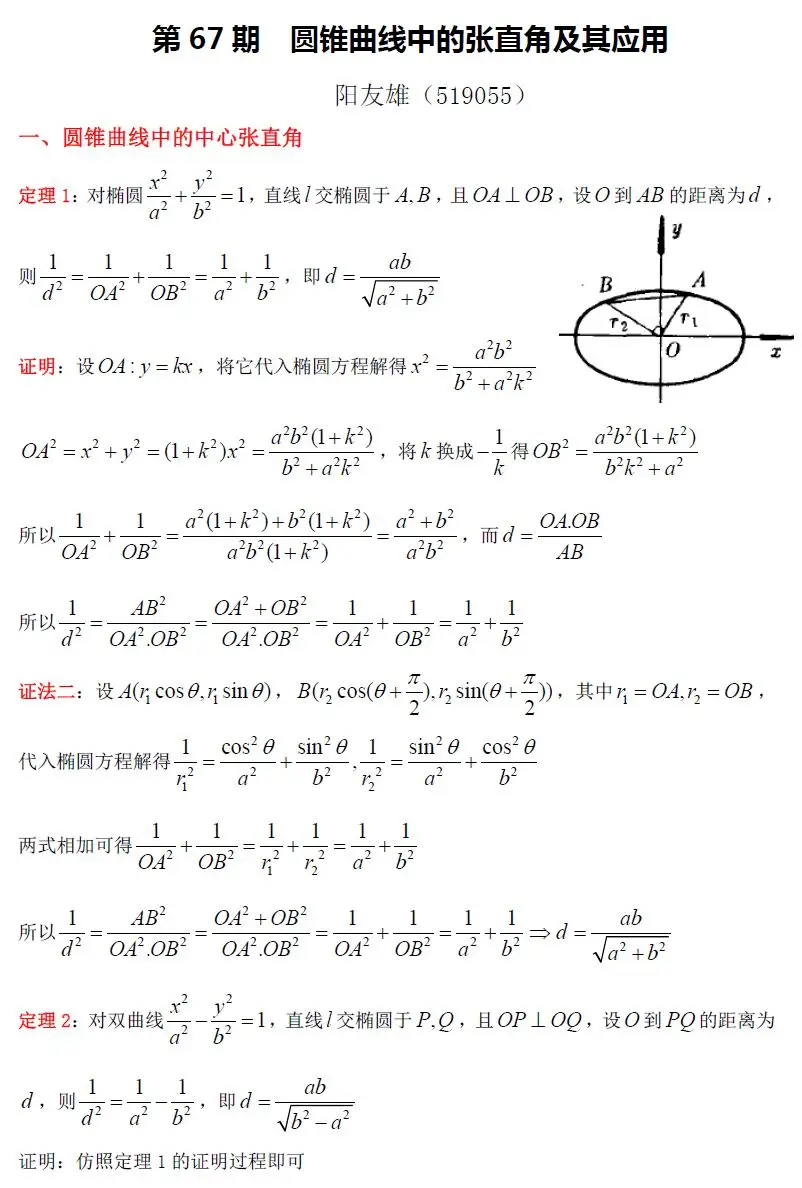 第 67 期 圆锥曲线中的张直角及其应用
阳友雄（519055）
一、圆锥曲线中的中心张直角
定理 1：对椭圆 $\frac{x^2}{a^2}+\frac{y^2}{b^2}=1$，直线 $l$ 交椭圆于 $A,B$，且 $OA\perp OB$，设 $O$ 到 $AB$ 的距离为 $d$，
则 $\frac{1}{d^2}=\frac{1}{OA^2}+\frac{1}{OB^2}=\frac{1}{a^2}+\frac{1}{b^2}$，即 $d=\frac{ab}{\sqrt{a^2+b^2}}$
y
B A
r₂ r₁
O x
证明：设 $OA:y=kx$，将它代入椭圆方程解得 $x^2=\frac{a^2b^2}{b^2+a^2k^2}$
$OA^2=x^2+y^2=(1+k^2)x^2=\frac{a^2b^2(1+k^2)}{b^2+a^2k^2}$，将 $k$ 换成 $-\frac{1}{k}$ 得 $OB^2=\frac{a^2b^2(1+k^2)}{b^2k^2+a^2}$
所以 $\frac{1}{OA^2}+\frac{1}{OB^2}=\frac{a^2(1+k^2)+b^2(1+k^2)}{a^2b^2(1+k^2)}=\frac{a^2+b^2}{a^2b^2}$，而 $d=\frac{OA.OB}{AB}$
所以 $\frac{1}{d^2}=\frac{AB^2}{OA^2.OB^2}=\frac{OA^2+OB^2}{OA^2.OB^2}=\frac{1}{OA^2}+\frac{1}{OB^2}=\frac{1}{a^2}+\frac{1}{b^2}$
证法二：设 $A(r_1\cos\theta,r_1\sin\theta)$，$B(r_2\cos(\theta+\frac{\pi}{2}),r_2\sin(\theta+\frac{\pi}{2}))$，其中 $r_1=OA,r_2=OB$，
代入椭圆方程解得 $\frac{1}{r_1^2}=\frac{\cos^2\theta}{a^2}+\frac{\sin^2\theta}{b^2},\frac{1}{r_2^2}=\frac{\sin^2\theta}{a^2}+\frac{\cos^2\theta}{b^2}$
两式相加可得 $\frac{1}{OA^2}+\frac{1}{OB^2}=\frac{1}{r_1^2}+\frac{1}{r_2^2}=\frac{1}{a^2}+\frac{1}{b^2}$
所以 $\frac{1}{d^2}=\frac{AB^2}{OA^2.OB^2}=\frac{OA^2+OB^2}{OA^2.OB^2}=\frac{1}{OA^2}+\frac{1}{OB^2}=\frac{1}{a^2}+\frac{1}{b^2}\Rightarrow d=\frac{ab}{\sqrt{a^2+b^2}}$
定理 2：对双曲线 $\frac{x^2}{a^2}-\frac{y^2}{b^2}=1$，直线 $l$ 交椭圆于 $P,Q$，且 $OP\perp OQ$，设 $O$ 到 $PQ$ 的距离为
$d$，则 $\frac{1}{d^2}=\frac{1}{a^2}-\frac{1}{b^2}$，即 $d=\frac{ab}{\sqrt{b^2-a^2}}$
证明：仿照定理 1 的证明过程即可